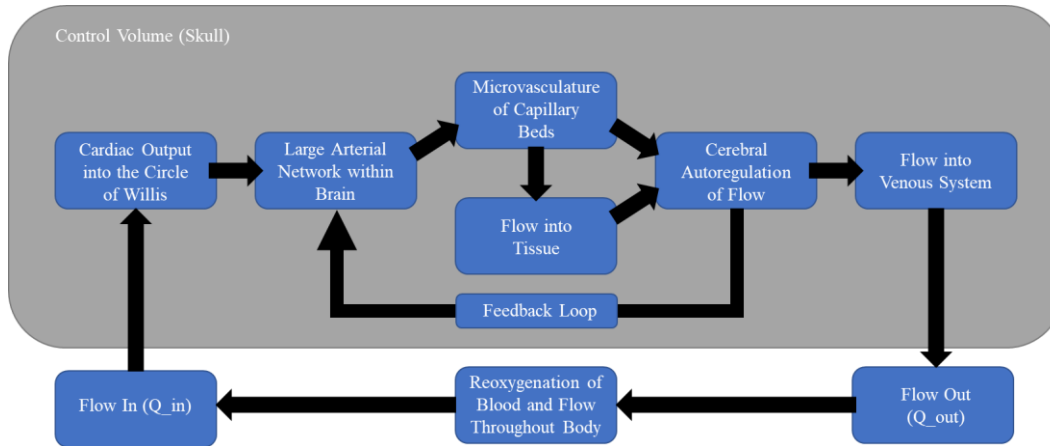 Control Volume (Skull)
Cardiac Output
into the Circle
of Willis
Large Arterial
Network within
Brain
Microvasculature
of Capillary
Beds
Flow into
Tissue
Cerebral
Autoregulation
of Flow
Flow into
Venous System
Feedback Loop
Flow In (Q_in)
Reoxygenation of
Blood and Flow
Throughout Body
Flow Out
(Q_out)